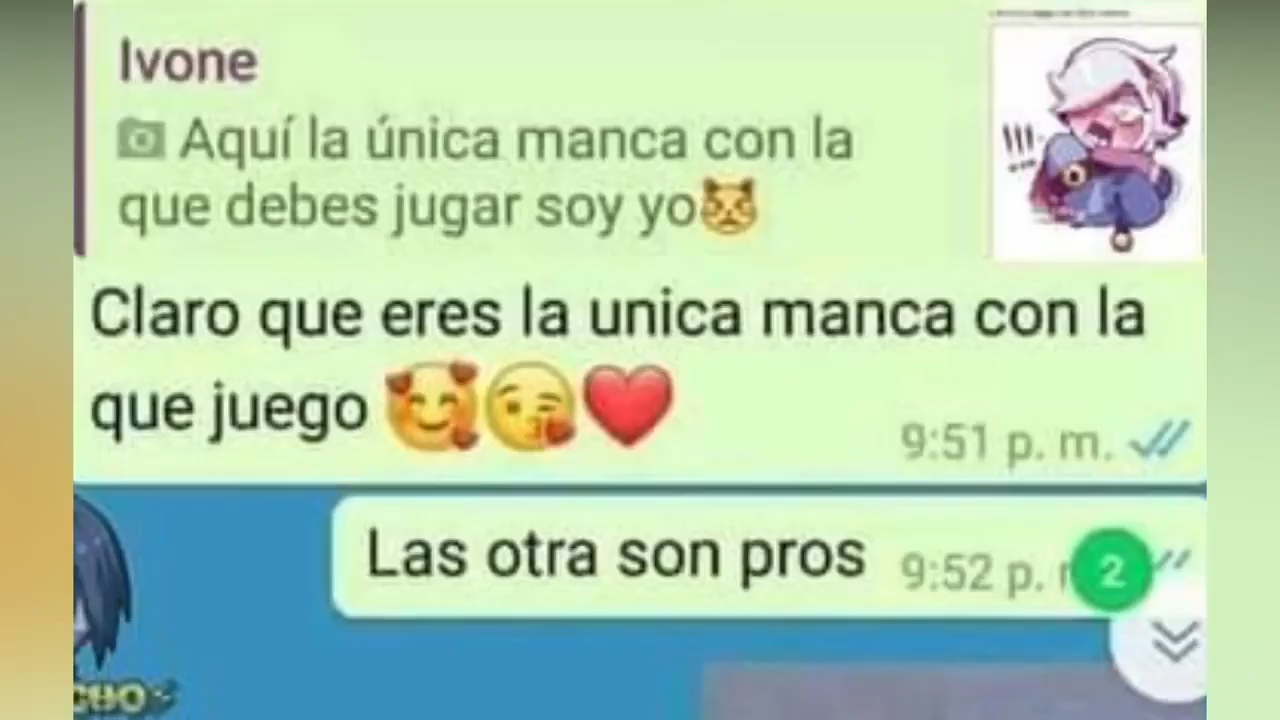 Ivone
Aquí la única manca con la
que debes jugar soy yo😾
Claro que eres la unica manca con la
que juego 🥰😘❤️
9:51 p. m.
Las otra son pros
9:52 p.
2